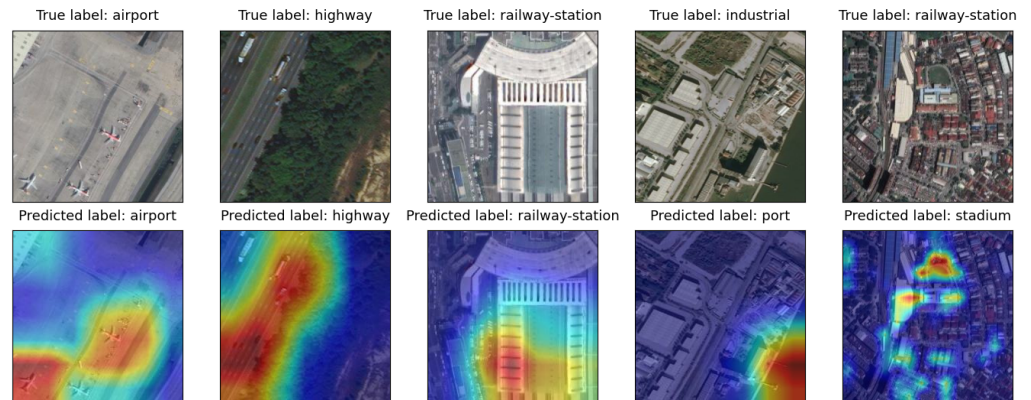 True label: airport
True label: highway
True label: railway-station
True label: industrial
True label: railway-station
Predicted label: airport
Predicted label: highway
Predicted label: railway-station
Predicted label: port
Predicted label: stadium